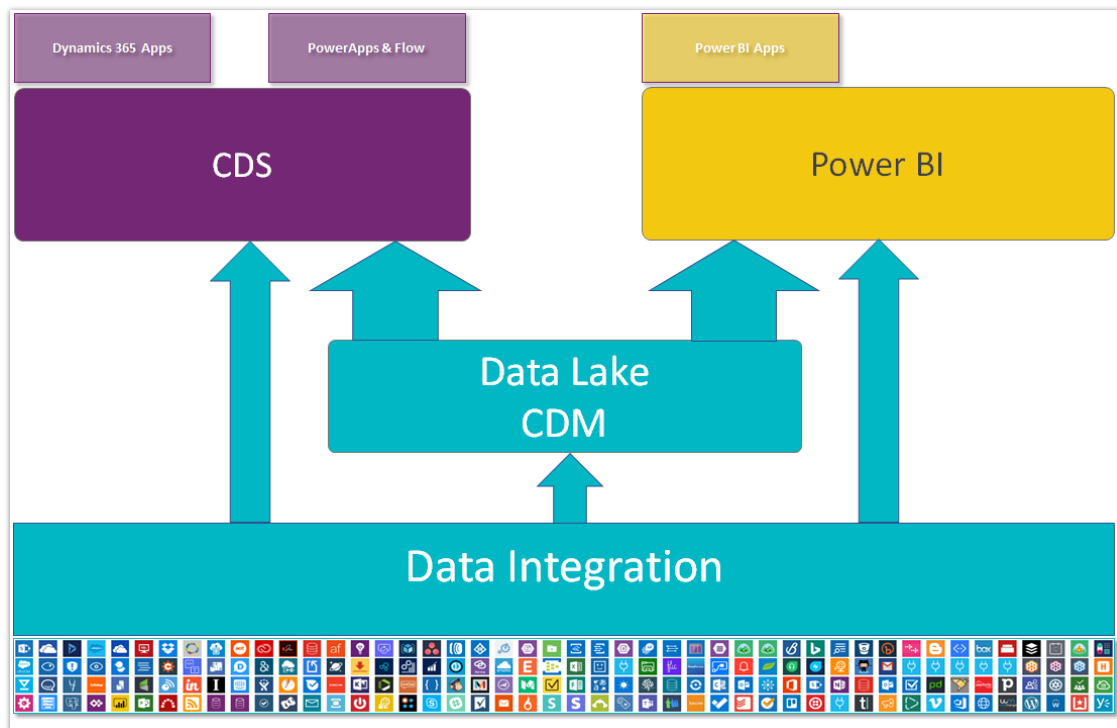 Dynamics 365 Apps
PowerApps & Flow
Power BI Apps
CDS
Power BI
Data Lake
CDM
Data Integration